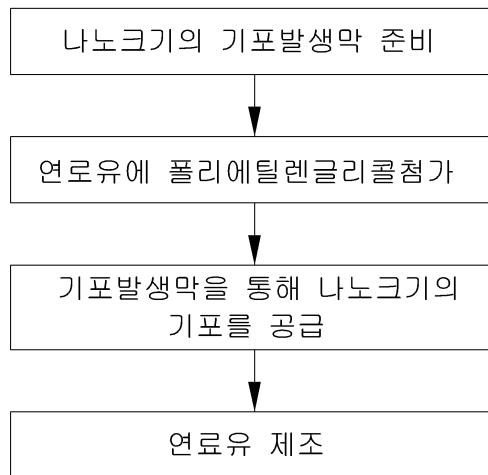 나노크기의 기포발생막 준비
연로유에 폴리에틸렌글리콜첨가
기포발생막을 통해 나노크기의
기포를 공급
연료유 제조